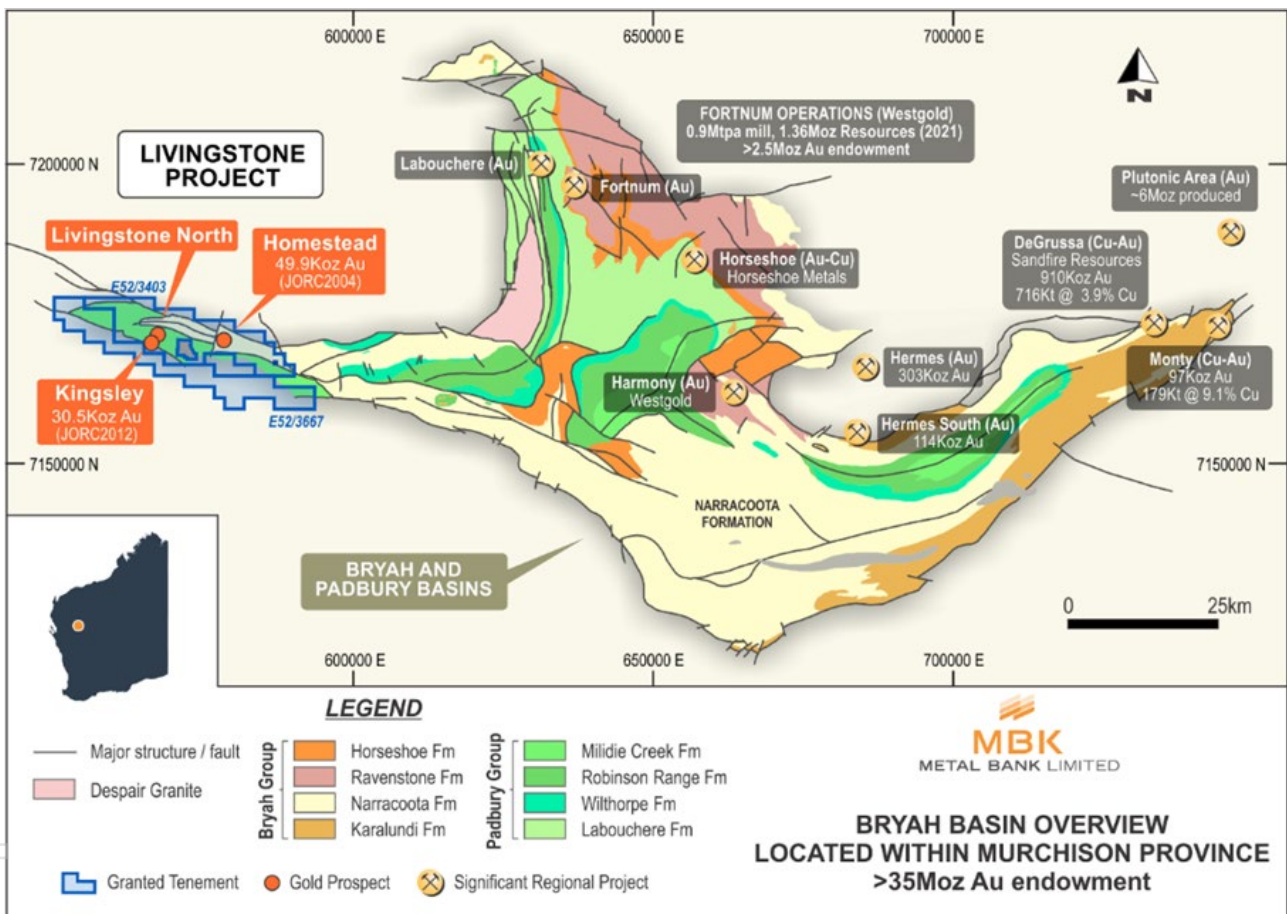 600000 E
650000 E
700000 E
N
FORTNUM OPERATIONS (Westgold)
0.9Mtpa mill, 1.36Moz Resources (2021)
>2.5Moz Au endowment
LIVINGSTONE
PROJECT
7200000 N
Labouchere (Au)
Fortnum (Au)
Plutonic Area (Au)
~6Moz produced
7200000 N
Livingstone North
Homestead
49.9Koz Au
(JORC2004)
Horseshoe (Au-Cu)
Horseshoe Metals
DeGrussa (Cu-Au)
Sandfire Resources
910Koz Au
716Kt @ 3.9% Cu
E52/3403
Kingsley
30.5Koz Au
(JORC2012)
E52/3667
Harmony (Au)
Westgold
Hermes (Au)
303Koz Au
Monty (Cu-Au)
97Koz Au
179Kt @ 9.1% Cu
Hermes South (Au)
114Koz Au
7150000 N
7150000 N
NARRACOOTA
FORMATION
BRYAH AND
PADBURY BASINS
0
25km
600000 E
650000 E
700000 E
LEGEND
Major structure / fault
Despair Granite
Bryah Group
Horseshoe Fm
Ravenstone Fm
Narracoota Fm
Karalundi Fm
Padbury Group
Milidie Creek Fm
Robinson Range Fm
Wilthorpe Fm
Labouchere Fm
Granted Tenement
Gold Prospect
Significant Regional Project
MBK
METAL BANK LIMITED
BRYAH BASIN OVERVIEW
LOCATED WITHIN MURCHISON PROVINCE
>35Moz Au endowment